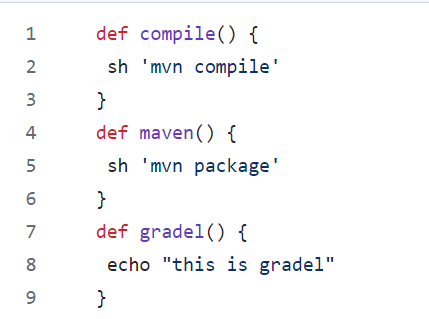 1 def compile() {
2 sh 'mvn compile'
3 }
4 def maven() {
5 sh 'mvn package'
6 }
7 def gradel() {
8 echo "this is gradel"
9 }